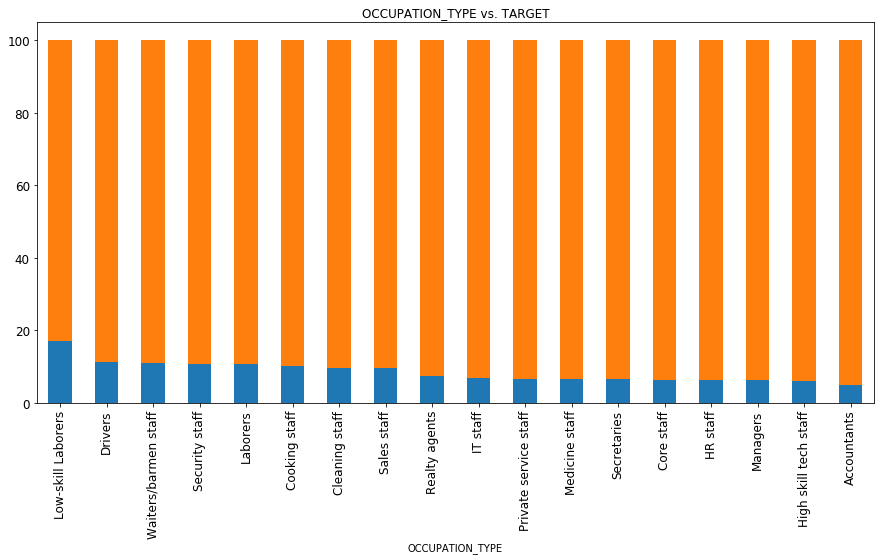 OCCUPATION_TYPE vs. TARGET
100
80
60
40
20
0
Low-skill Laborers
Drivers
Waiters/barmen staff
Security staff
Laborers
Cooking staff
Cleaning staff
Sales staff
Realty agents
IT staff
Private service staff
Medicine staff
Secretaries
Core staff
HR staff
Managers
High skill tech staff
Accountants
OCCUPATION_TYPE